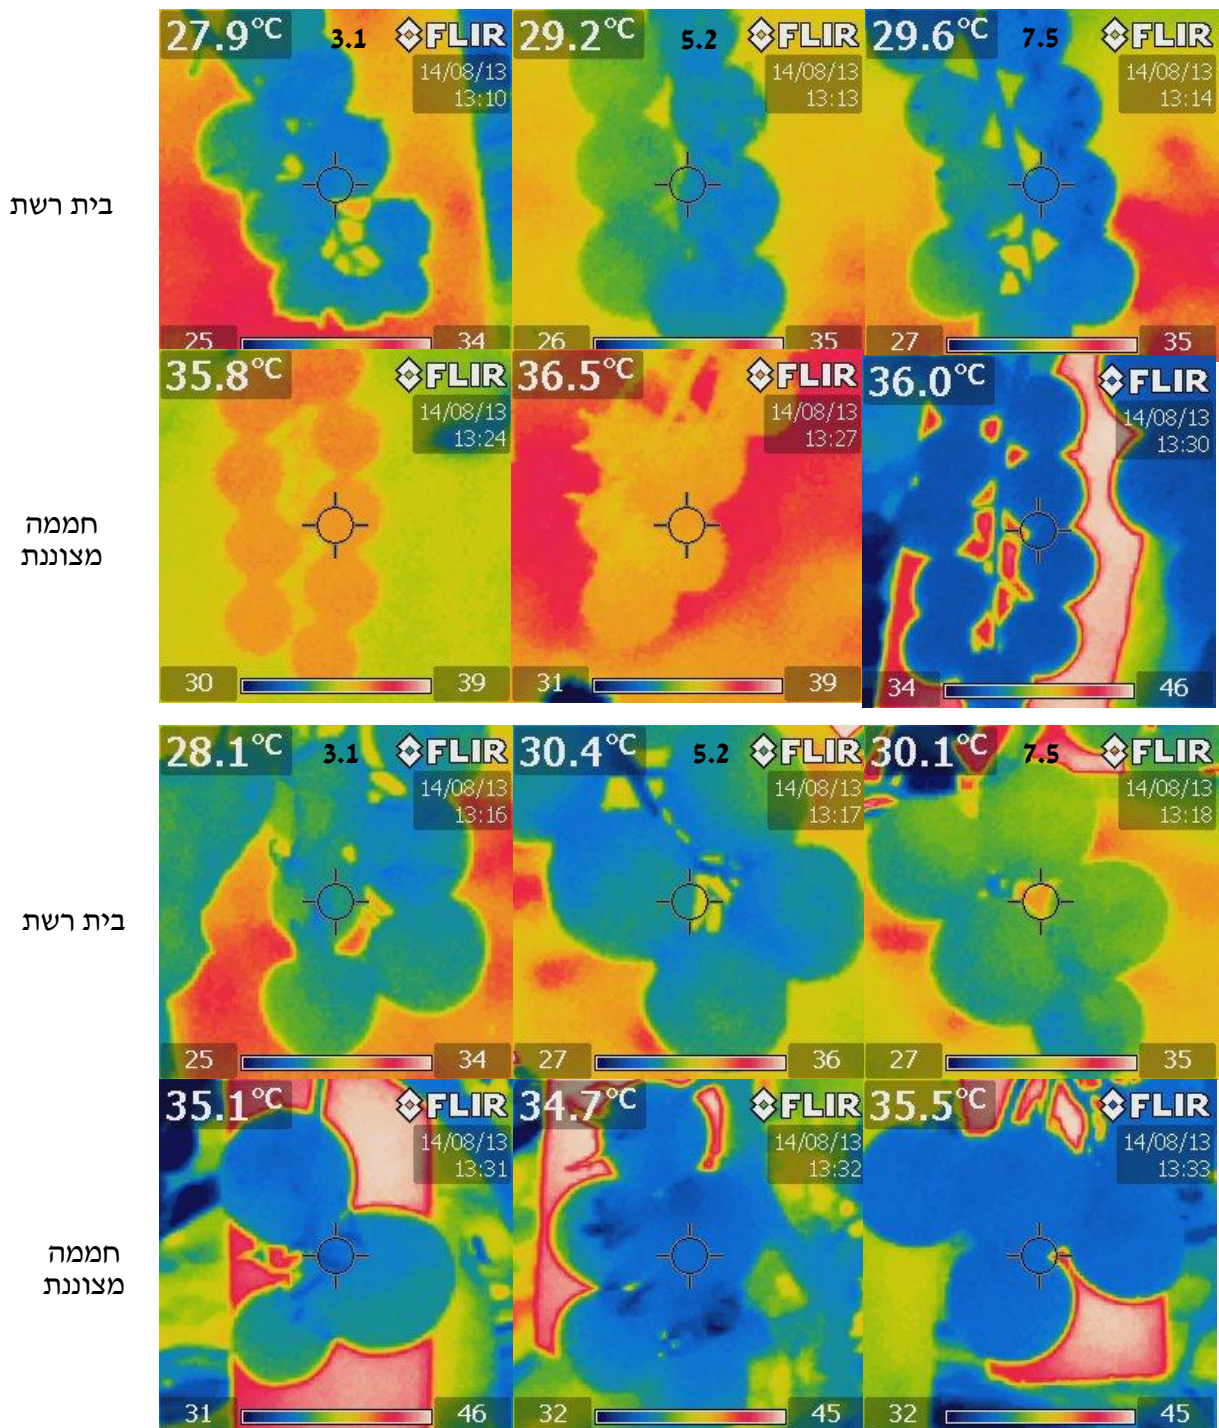 27.9°C 3.1 FLIR
14/08/13
13:10
25 34
29.2°C 5.2 FLIR
14/08/13
13:13
26 35
29.6°C 7.5 FLIR
14/08/13
13:14
27 35
בית רשת
35.8°C FLIR
14/08/13
13:24
30 39
36.5°C FLIR
14/08/13
13:27
31 39
36.0°C FLIR
14/08/13
13:30
34 46
חממה
מצוננת
28.1°C 3.1 FLIR
14/08/13
13:16
25 34
30.4°C 5.2 FLIR
14/08/13
13:17
27 36
30.1°C 7.5 FLIR
14/08/13
13:18
27 35
בית רשת
35.1°C FLIR
14/08/13
13:31
31 46
34.7°C FLIR
14/08/13
13:32
32 45
35.5°C FLIR
14/08/13
13:33
32 45
חממה
מצוננת